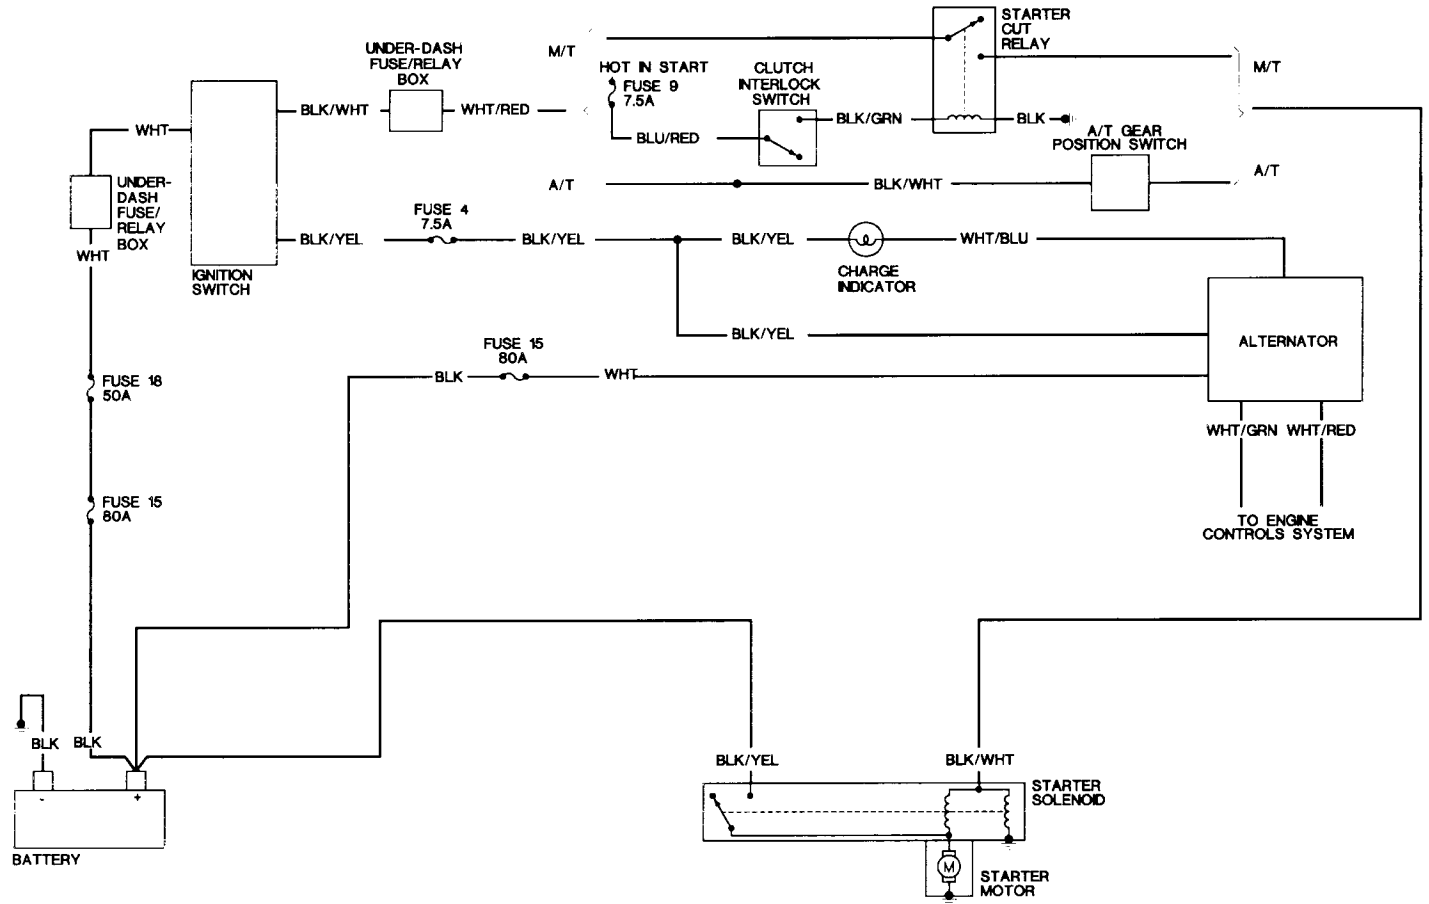 STARTER
CUT
RELAY
UNDER-DASH
FUSE/RELAY
BOX
M/T
HOT IN START
FUSE 9
7.5A
CLUTCH
INTERLOCK
SWITCH
M/T
BLK/WHT
WHT/RED
BLU/RED
BLK/GRN
BLK
WHT
A/T GEAR
POSITION SWITCH
UNDER-
DASH
FUSE/
RELAY
BOX
A/T
BLK/WHT
A/T
FUSE 4
7.5A
BLK/YEL
BLK/YEL
BLK/YEL
WHT/BLU
WHT
IGNITION
SWITCH
CHARGE
INDICATOR
BLK/YEL
ALTERNATOR
FUSE 15
80A
BLK
WHT
FUSE 18
50A
WHT/GRN
WHT/RED
FUSE 15
80A
TO ENGINE
CONTROLS SYSTEM
BLK
BLK
BLK/YEL
BLK/WHT
STARTER
SOLENOID
-
+
BATTERY
M
STARTER
MOTOR